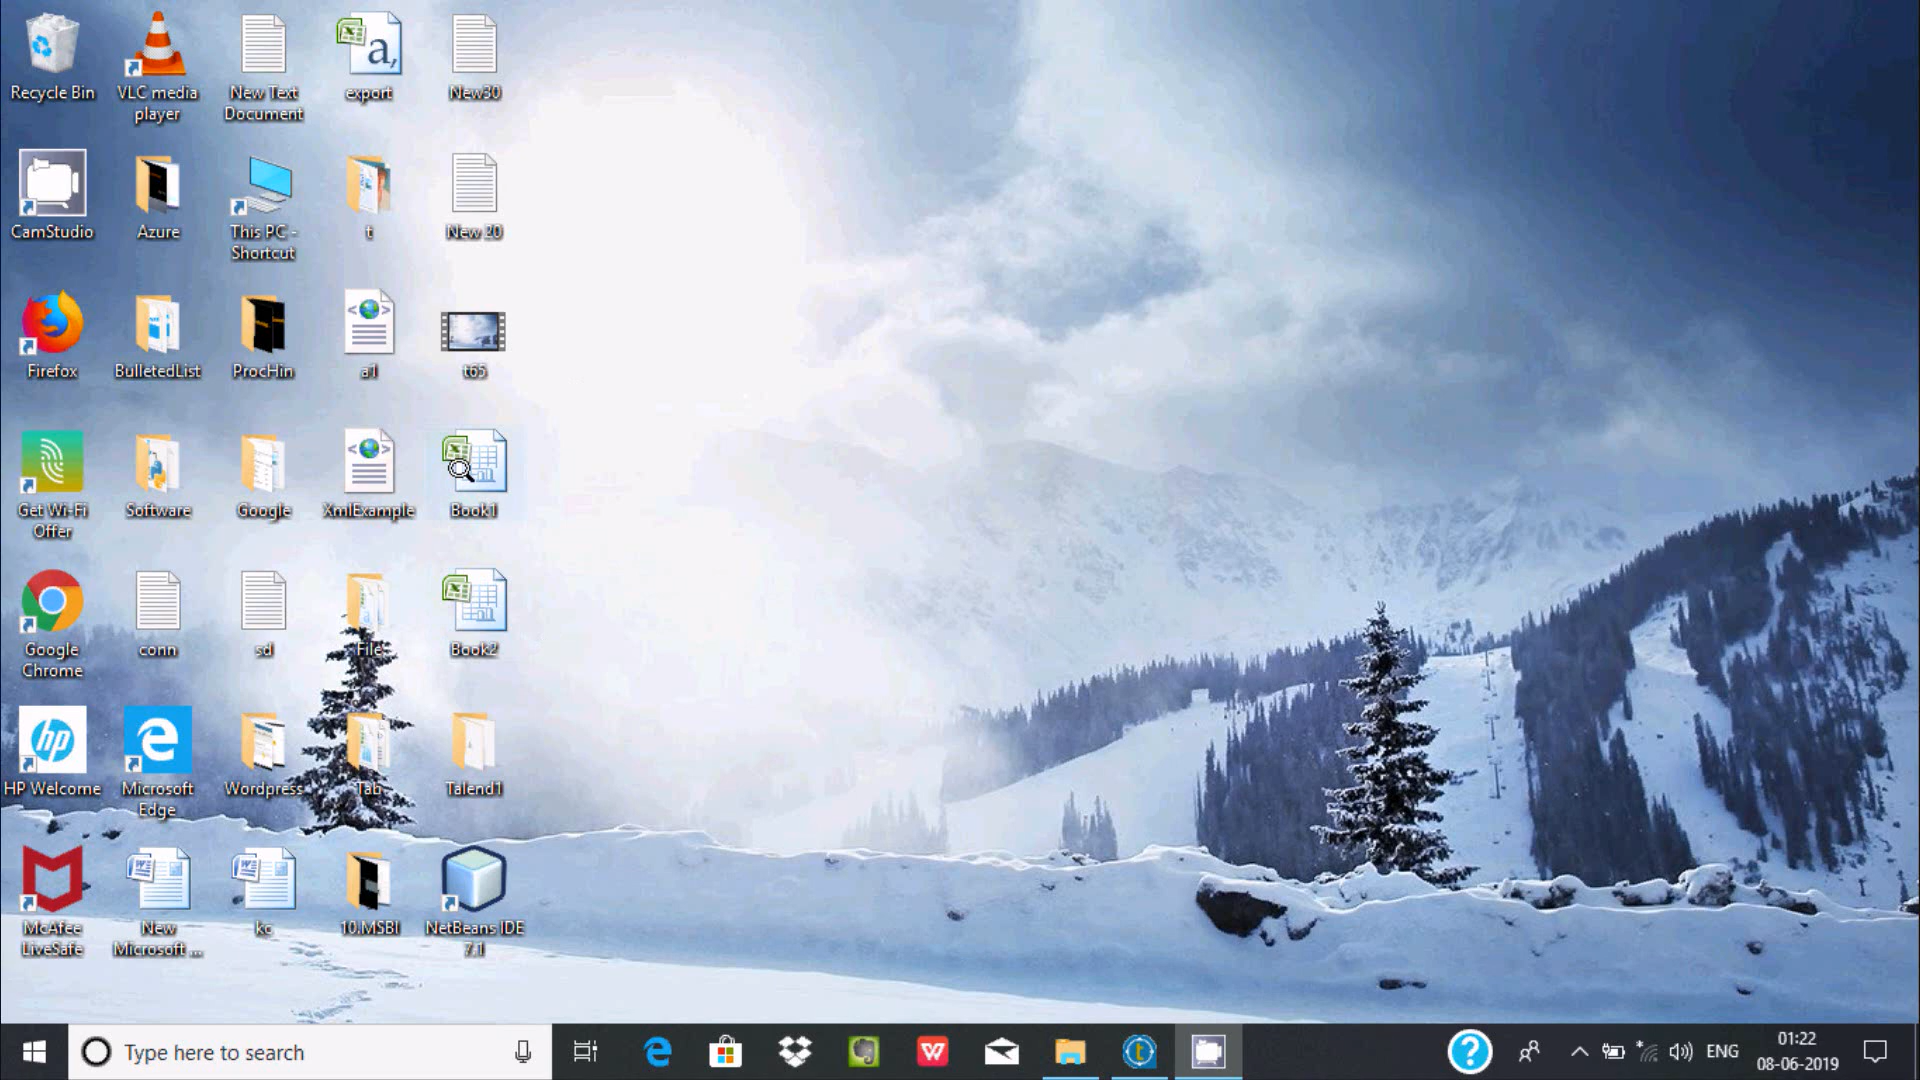 Recycle Bin
VLC media
player
New Text
Document
export
New30
CamStudio
Azure
This PC -
Shortcut
t
New 20
Firefox
BulletedList
ProcHin
a1
t65
Get Wi-Fi
Offer
Software
Google
XmlExample
Book1
Google
Chrome
conn
sd
File
Book2
HP Welcome
Microsoft
Edge
Wordpress
Tab
Talend1
McAfee
LiveSafe
New
Microsoft ...
kc
10.MSBI
NetBeans IDE
7.1
Type here to search
ENG
01:22
08-06-2019